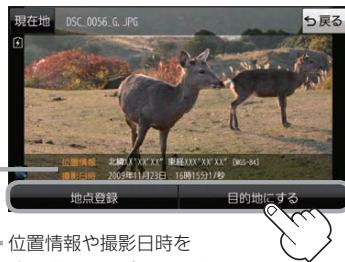 現在地 DSC_0056_G.JPG 戻る
位置情報 北緯XX°XX'XX" 東経XXX°XX'XX" (WGS-84)
撮影日時 2009年11月23日 16時15分17秒
地点登録 目的地にする
位置情報や撮影日時を